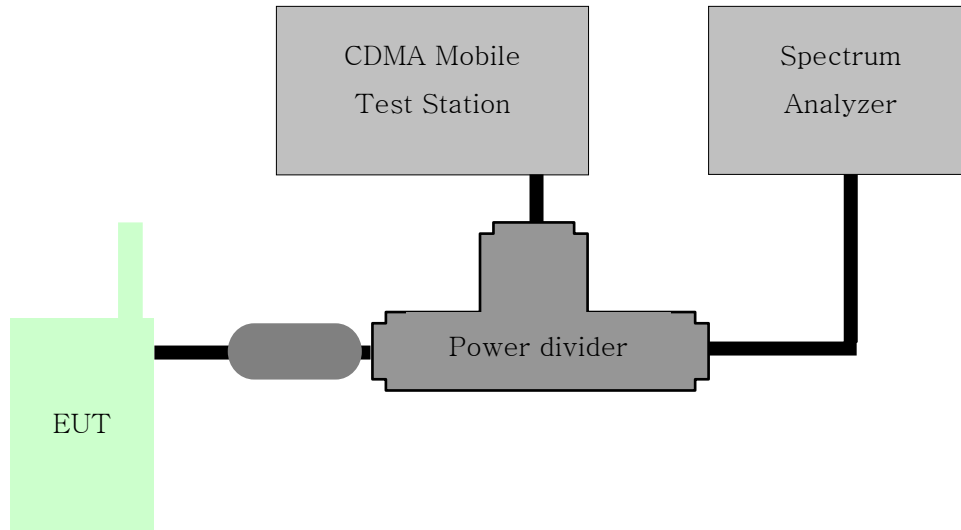 CDMA Mobile
Test Station
Spectrum
Analyzer
Power divider
EUT